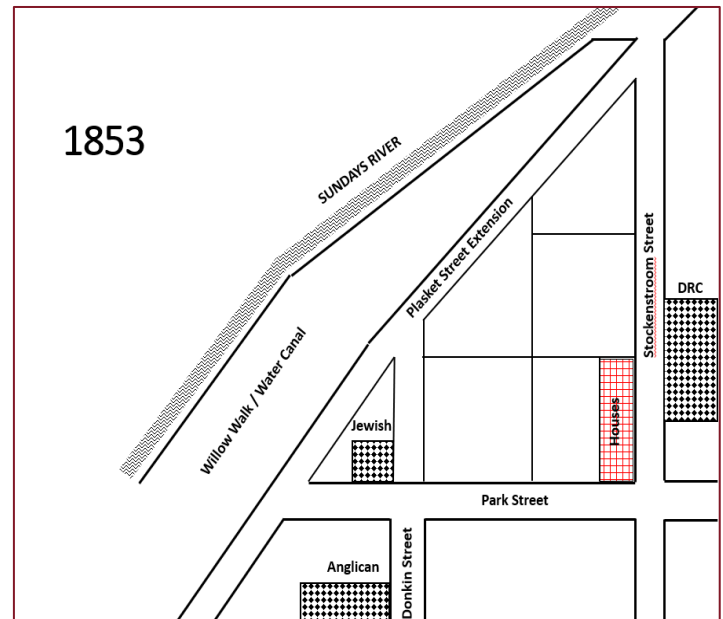 1853
SUNDAYS RIVER
Plasket Street Extension
Stockenstroom Street
DRC
Willow Walk / Water Canal
Jewish
Houses
Park Street
Anglican
Donkin Street